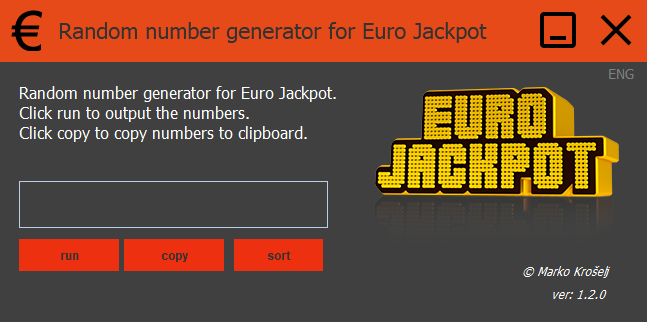 € Random number generator for Euro Jackpot
ENG
Random number generator for Euro Jackpot.
Click run to output the numbers.
Click copy to copy numbers to clipboard.
EURO
JACKPOT
run copy sort
© Marko Krošelj
ver: 1.2.0